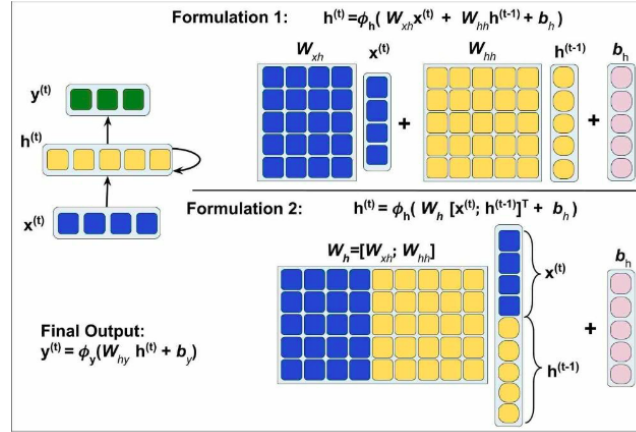 Formulation 1: h(t)=ϕh( Wxhx(t) + Whhh(t-1)+ bh)
Wxh x(t) Whh h(t-1) bh
+ +
y(t)
h(t)
x(t)
Formulation 2: h(t)= ϕh( Wh [x(t); h(t-1)]T + bh)
Wh=[Wxh; Whh]
x(t)
bh
+
h(t-1)
Final Output:
y(t) = ϕy(Why h(t) + by)